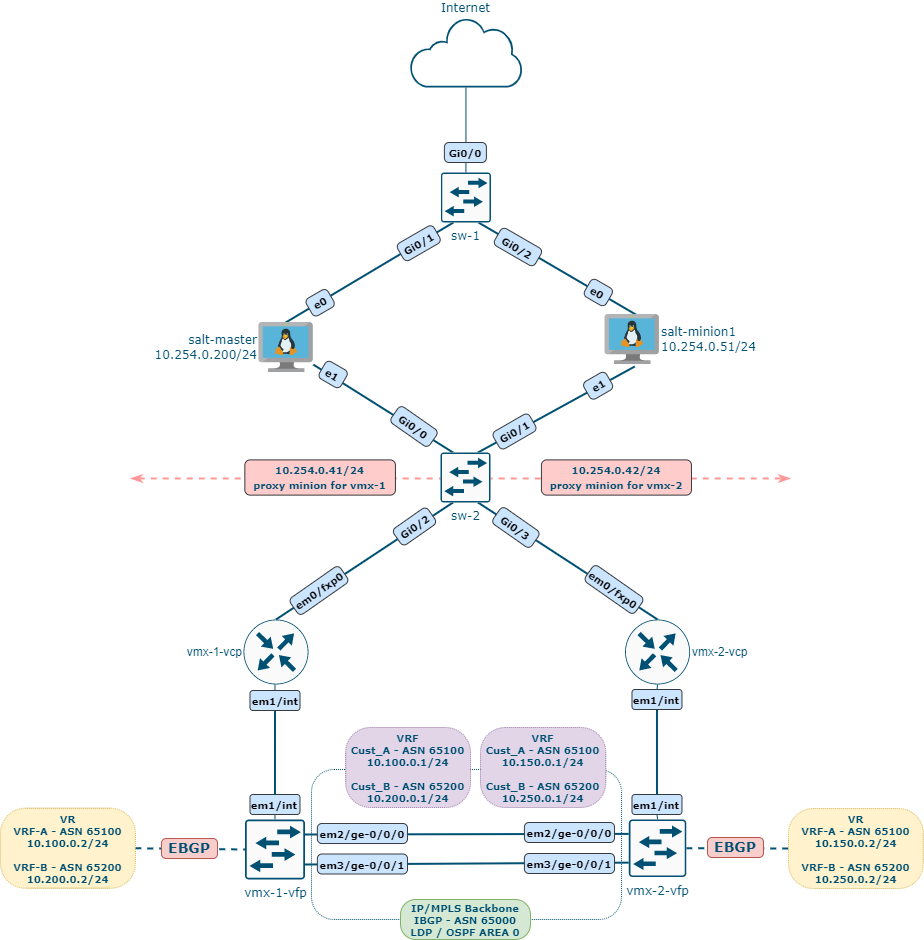 Internet
Gi0/0
sw-1
Gi0/1
Gi0/2
e0
e0
salt-master
10.254.0.200/24
salt-minion1
10.254.0.51/24
e1
e1
Gi0/0
Gi0/1
10.254.0.41/24
proxy minion for vmx-1
10.254.0.42/24
proxy minion for vmx-2
sw-2
Gi0/2
Gi0/3
em0/fxp0
em0/fxp0
vmx-1-vcp
vmx-2-vcp
em1/int
em1/int
VRF
Cust_A - ASN 65100
10.100.0.1/24
Cust_B - ASN 65200
10.200.0.1/24
VRF
Cust_A - ASN 65100
10.150.0.1/24
Cust_B - ASN 65200
10.250.0.1/24
em1/int
em1/int
VR
VRF-A - ASN 65100
10.100.0.2/24
VRF-B - ASN 65200
10.200.0.2/24
EBGP
em2/ge-0/0/0
em2/ge-0/0/0
em3/ge-0/0/1
em3/ge-0/0/1
EBGP
VR
VRF-A - ASN 65100
10.150.0.2/24
VRF-B - ASN 65200
10.250.0.2/24
vmx-1-vfp
vmx-2-vfp
IP/MPLS Backbone
IBGP - ASN 65000
LDP / OSPF AREA 0